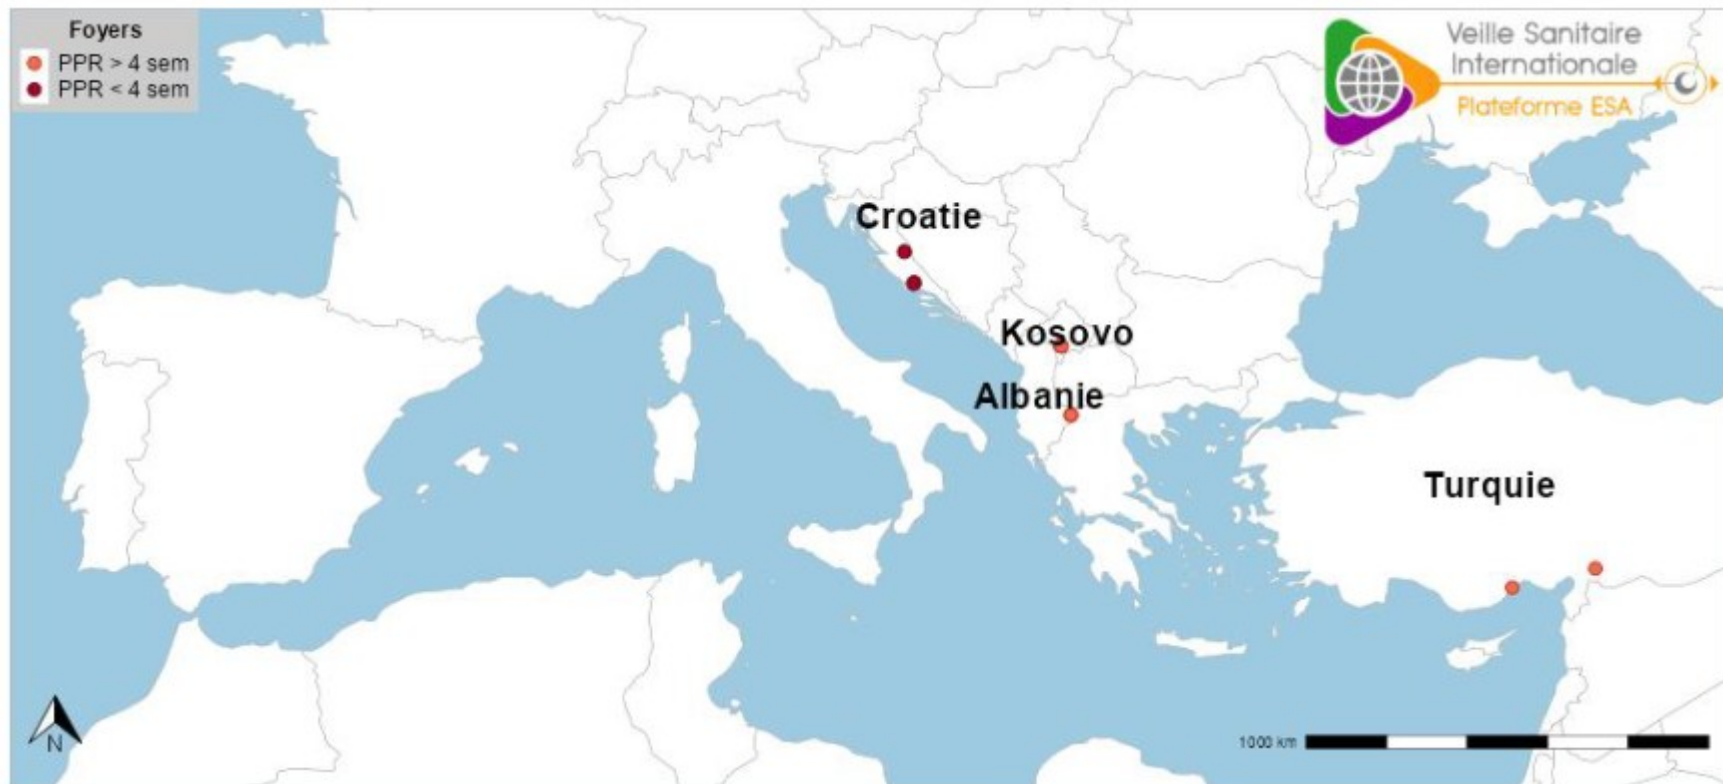 Foyers
PPR > 4 sem
PPR < 4 sem
Veille Sanitaire
Internationale
Plateforme ESA
Croatie
Kosovo
Albanie
Turquie
N
1000 km